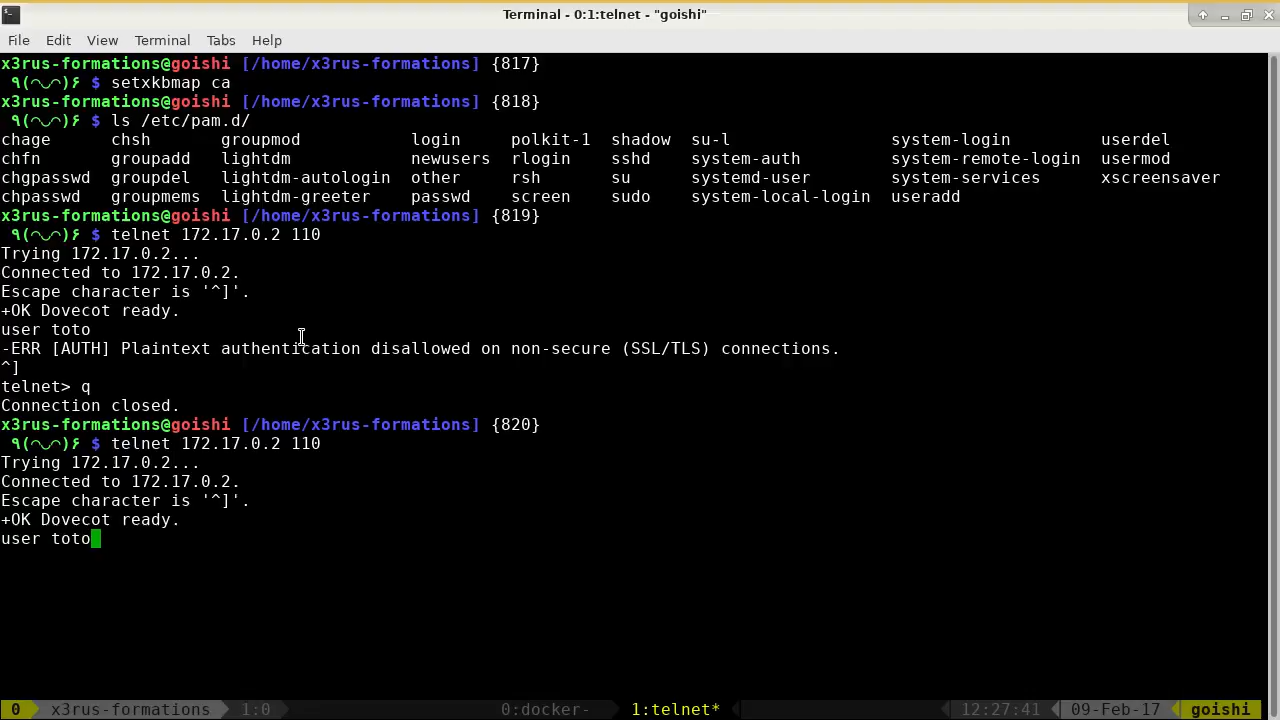 Terminal - 0:1:telnet - "goishi"
File Edit View Terminal Tabs Help
x3rus-formations@goishi [/home/x3rus-formations] {817}
٩(◠◡◠)۶ $ setxkbmap ca
x3rus-formations@goishi [/home/x3rus-formations] {818}
٩(◠◡◠)۶ $ ls /etc/pam.d/
chage chsh groupmod login polkit-1 shadow su-l system-login userdel
chfn groupadd lightdm newusers rlogin sshd system-auth system-remote-login usermod
chgpasswd groupdel lightdm-autologin other rsh su systemd-user system-services xscreensaver
chpasswd groupmems lightdm-greeter passwd screen sudo system-local-login useradd
x3rus-formations@goishi [/home/x3rus-formations] {819}
٩(◠◡◠)۶ $ telnet 172.17.0.2 110
Trying 172.17.0.2...
Connected to 172.17.0.2.
Escape character is '^]'.
+OK Dovecot ready.
user toto
-ERR [AUTH] Plaintext authentication disallowed on non-secure (SSL/TLS) connections.
^]
telnet> q
Connection closed.
x3rus-formations@goishi [/home/x3rus-formations] {820}
٩(◠◡◠)۶ $ telnet 172.17.0.2 110
Trying 172.17.0.2...
Connected to 172.17.0.2.
Escape character is '^]'.
+OK Dovecot ready.
user toto
0 x3rus-formations 1:0 0:docker- 1:telnet* 12:27:41 09-Feb-17 goishi